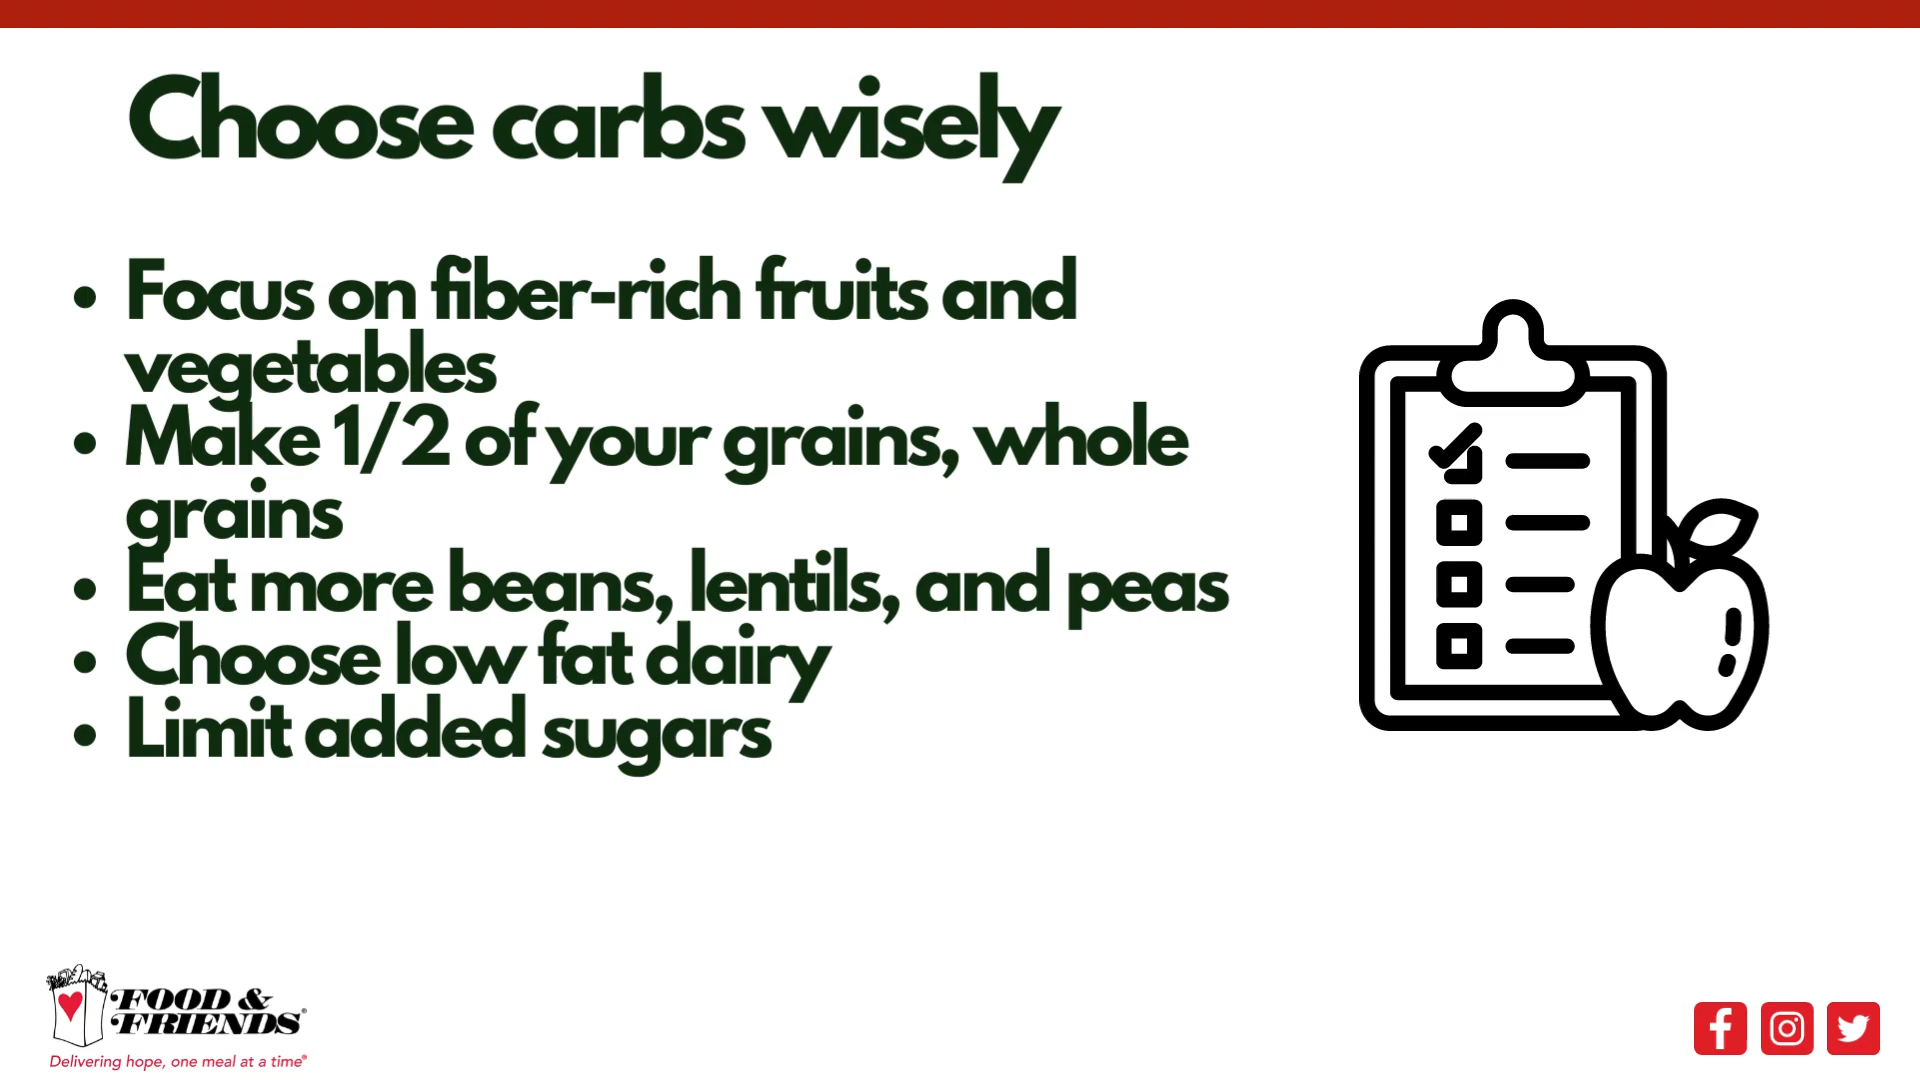 Choose carbs wisely
• Focus on fiber-rich fruits and
vegetables
• Make 1/2 of your grains, whole
grains
• Eat more beans, lentils, and peas
• Choose low fat dairy
• Limit added sugars
FOOD &
FRIENDS®
Delivering hope, one meal at a time®